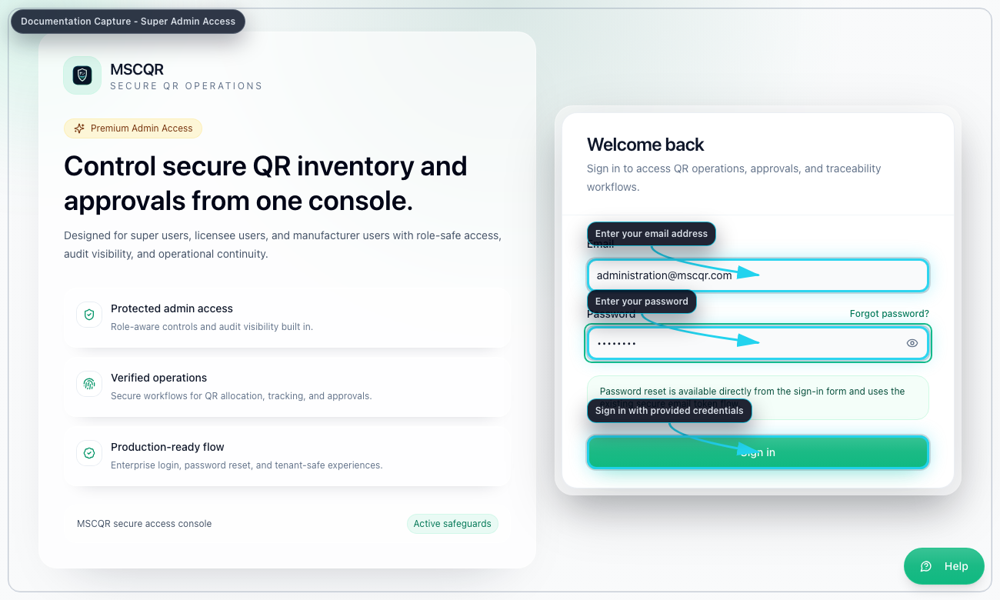 Documentation Capture - Super Admin Access
MSCQR
SECURE QR OPERATIONS
Premium Admin Access
Control secure QR inventory and
approvals from one console.
Designed for super users, licensee users, and manufacturer users with role-safe access,
audit visibility, and operational continuity.
Protected admin access
Role-aware controls and audit visibility built in.
Verified operations
Secure workflows for QR allocation, tracking, and approvals.
Production-ready flow
Enterprise login, password reset, and tenant-safe experiences.
MSCQR secure access console
Active safeguards
Welcome back
Sign in to access QR operations, approvals, and traceability
workflows.
Enter your email address
Email
administration@mscqr.com
Enter your password
Password
Forgot password?
••••••••
Password reset is available directly from the sign-in form and uses the
existing secure email token flow.
Sign in with provided credentials
Sign in
Help